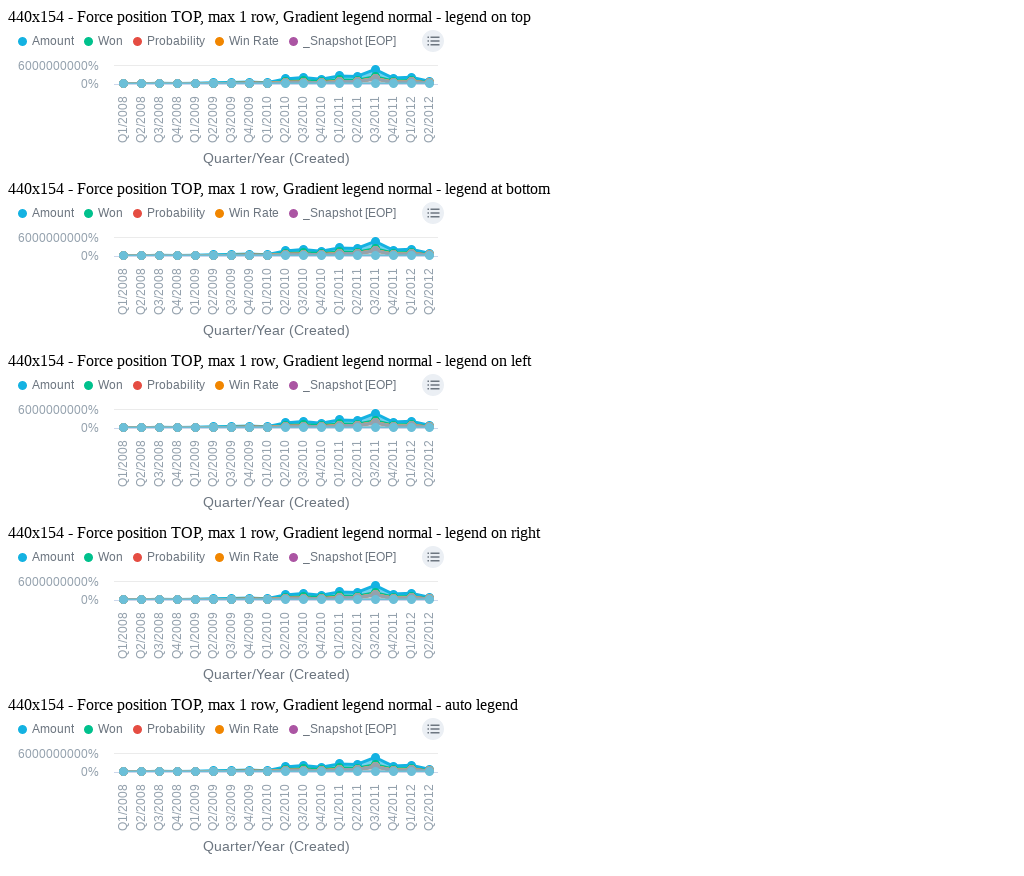 440x154 - Force position TOP, max 1 row, Gradient legend normal - legend on top
Amount Won Probability Win Rate _Snapshot [EOP]
6000000000%
0%
Q1/2008 Q2/2008 Q3/2008 Q4/2008 Q1/2009 Q2/2009 Q3/2009 Q4/2009 Q1/2010 Q2/2010 Q3/2010 Q4/2010 Q1/2011 Q2/2011 Q3/2011 Q4/2011 Q1/2012 Q2/2012
Quarter/Year (Created)
440x154 - Force position TOP, max 1 row, Gradient legend normal - legend at bottom
Amount Won Probability Win Rate _Snapshot [EOP]
6000000000%
0%
Q1/2008 Q2/2008 Q3/2008 Q4/2008 Q1/2009 Q2/2009 Q3/2009 Q4/2009 Q1/2010 Q2/2010 Q3/2010 Q4/2010 Q1/2011 Q2/2011 Q3/2011 Q4/2011 Q1/2012 Q2/2012
Quarter/Year (Created)
440x154 - Force position TOP, max 1 row, Gradient legend normal - legend on left
Amount Won Probability Win Rate _Snapshot [EOP]
6000000000%
0%
Q1/2008 Q2/2008 Q3/2008 Q4/2008 Q1/2009 Q2/2009 Q3/2009 Q4/2009 Q1/2010 Q2/2010 Q3/2010 Q4/2010 Q1/2011 Q2/2011 Q3/2011 Q4/2011 Q1/2012 Q2/2012
Quarter/Year (Created)
440x154 - Force position TOP, max 1 row, Gradient legend normal - legend on right
Amount Won Probability Win Rate _Snapshot [EOP]
6000000000%
0%
Q1/2008 Q2/2008 Q3/2008 Q4/2008 Q1/2009 Q2/2009 Q3/2009 Q4/2009 Q1/2010 Q2/2010 Q3/2010 Q4/2010 Q1/2011 Q2/2011 Q3/2011 Q4/2011 Q1/2012 Q2/2012
Quarter/Year (Created)
440x154 - Force position TOP, max 1 row, Gradient legend normal - auto legend
Amount Won Probability Win Rate _Snapshot [EOP]
6000000000%
0%
Q1/2008 Q2/2008 Q3/2008 Q4/2008 Q1/2009 Q2/2009 Q3/2009 Q4/2009 Q1/2010 Q2/2010 Q3/2010 Q4/2010 Q1/2011 Q2/2011 Q3/2011 Q4/2011 Q1/2012 Q2/2012
Quarter/Year (Created)